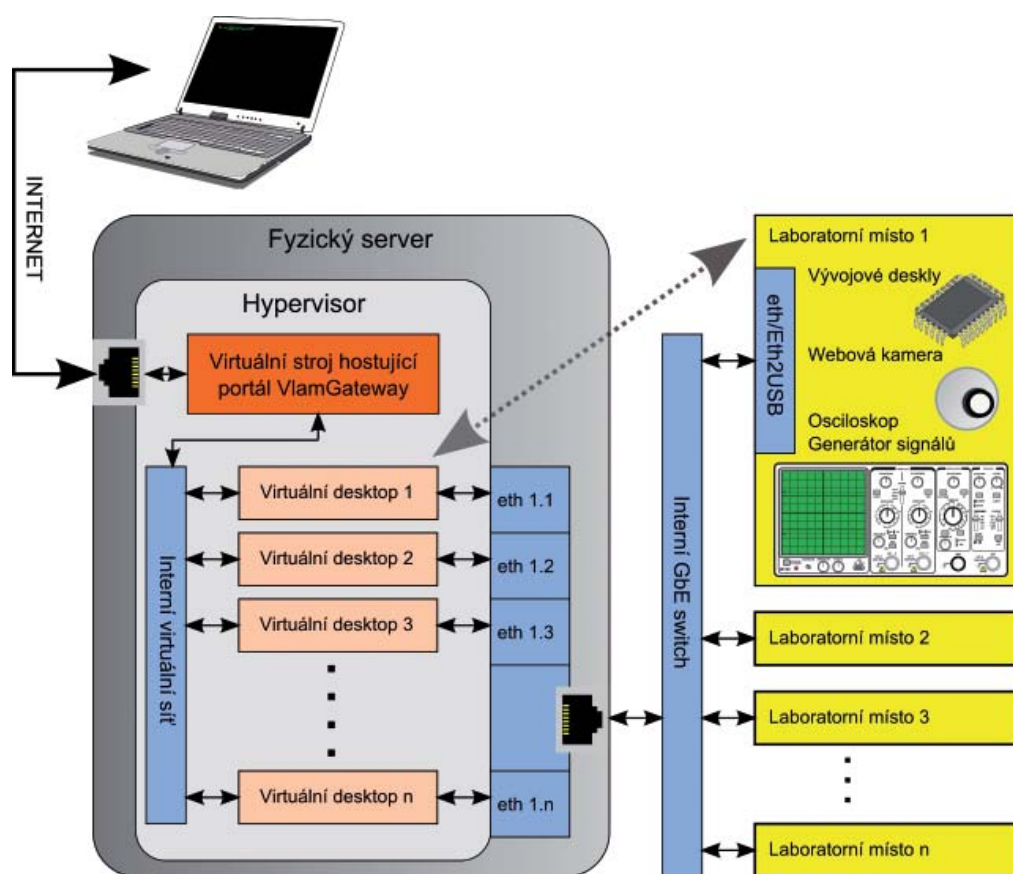 INTERNET
Fyzický server
Hypervisor
Virtuální stroj hostující
portál VlamGateway
Interní virtuální síť
Virtuální desktop 1
Virtuální desktop 2
Virtuální desktop 3
Virtuální desktop n
eth 1.1
eth 1.2
eth 1.3
eth 1.n
Interní GbE switch
Laboratorní místo 1
eth/Eth2USB
Vývojové deskly
Webová kamera
Osciloskop
Generátor signálů
Laboratorní místo 2
Laboratorní místo 3
Laboratorní místo n